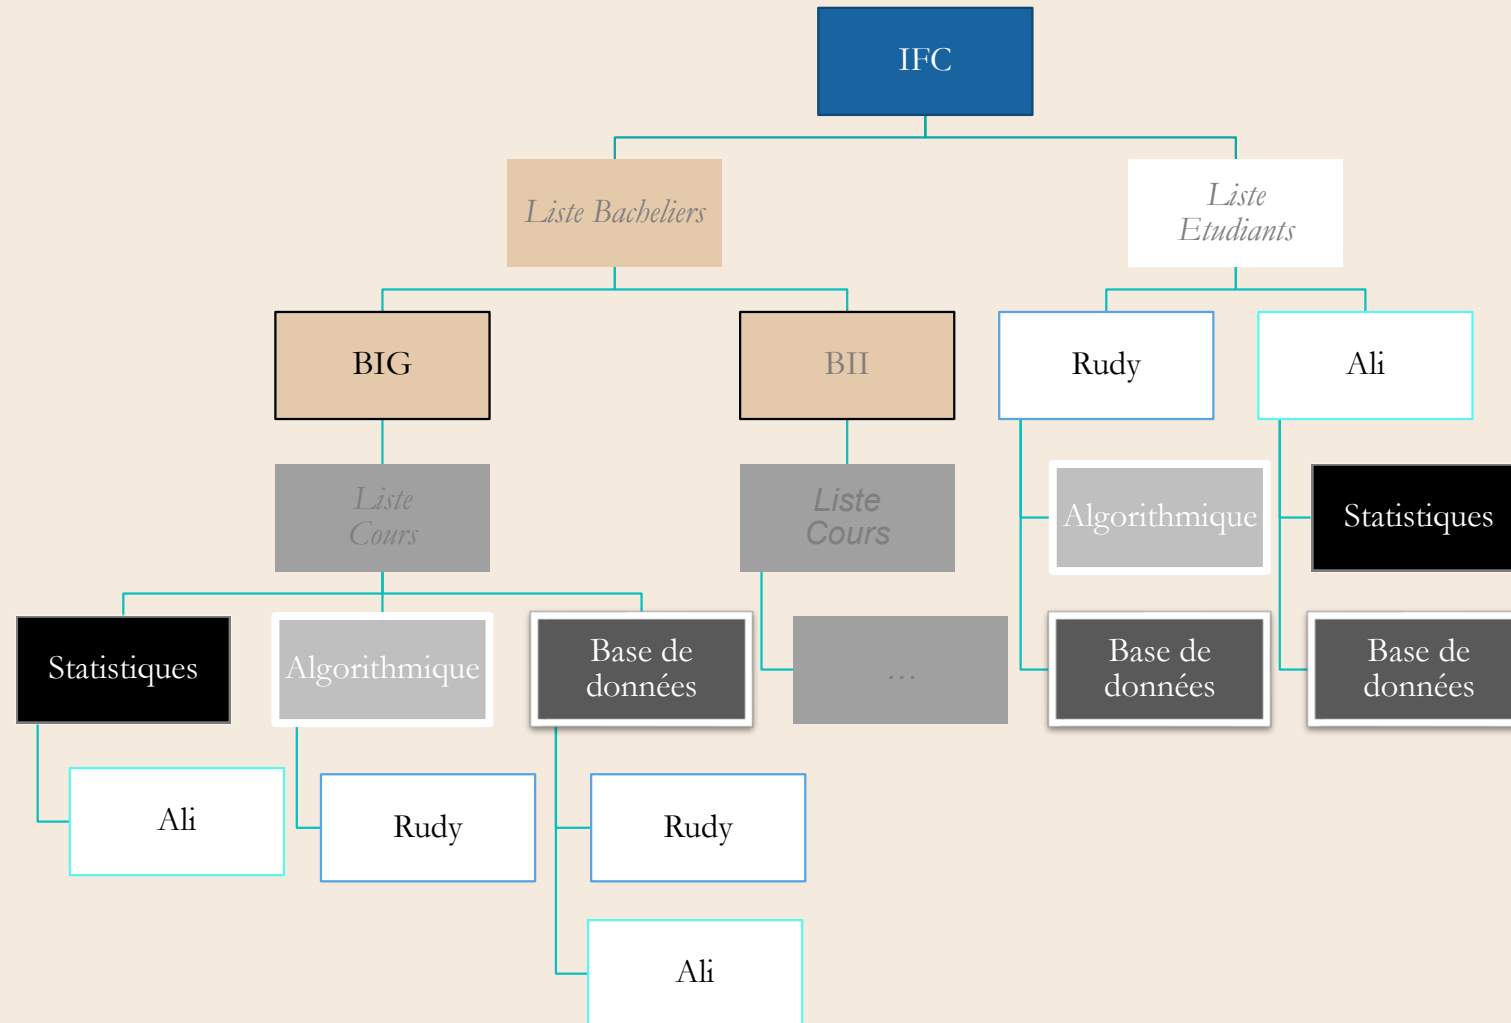 IFC
Liste Bacheliers
Liste
Etudiants
BIG
BII
Rudy
Ali
Liste
Cours
Liste
Cours
Algorithmique
Statistiques
Statistiques
Algorithmique
Base de
données
...
Base de
données
Base de
données
Ali
Rudy
Rudy
Ali